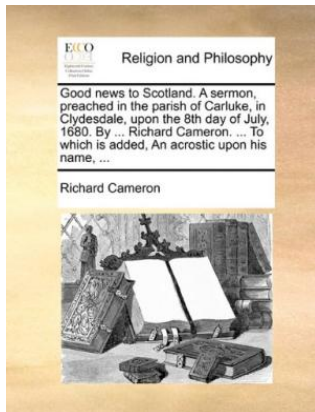 ECCO
Religion and Philosophy
Good news to Scotland. A sermon,
preached in the parish of Carluke, in
Clydesdale, upon the 8th day of July,
1680. By ... Richard Cameron. ... To
which is added, An acrostic upon his
name, ...
Richard Cameron